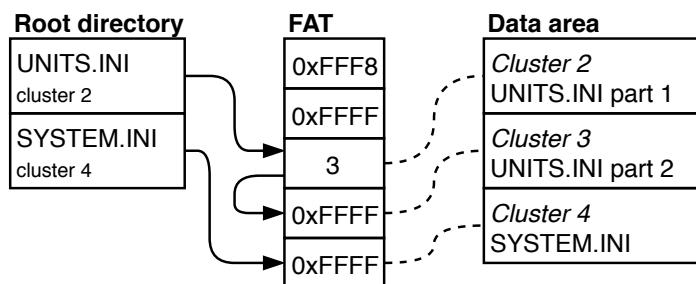 Root directory
UNITS.INI
cluster 2
SYSTEM.INI
cluster 4
FAT
0xFFF8
0xFFFF
3
0xFFFF
0xFFFF
Data area
Cluster 2
UNITS.INI part 1
Cluster 3
UNITS.INI part 2
Cluster 4
SYSTEM.INI